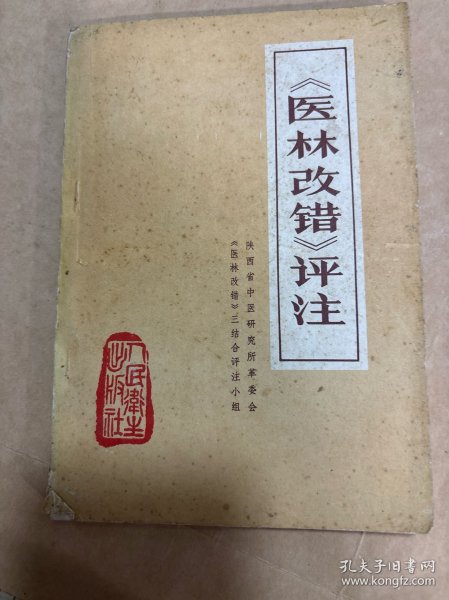 《医林改错》评注
陕西省中医研究所革委会
《医林改错》三结合评注小组
人民衛生
出版社
孔夫子旧书网
www.kongfz.com